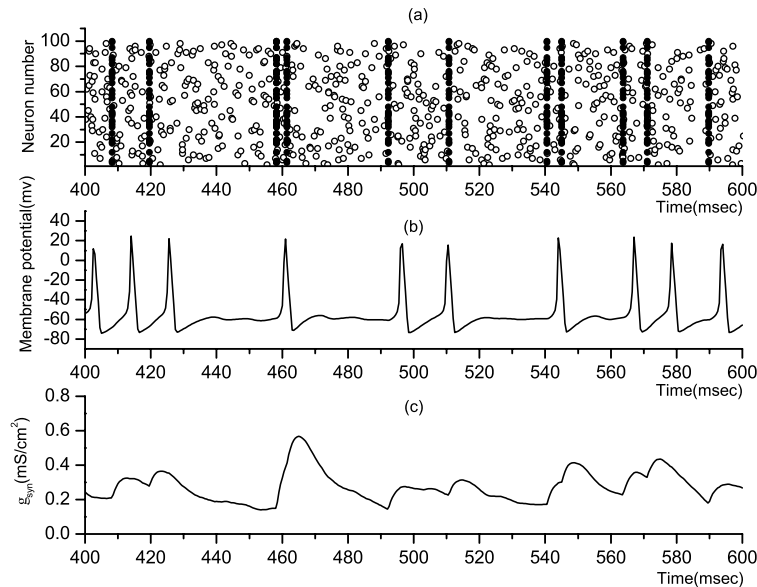 (a)
Neuron number
100
80
60
40
20
400 420 440 460 480 500 520 540 560 580 600
Time(msec)
(b)
Membrane potential(mv)
40
20
0
-20
-40
-60
-80
400 420 440 460 480 500 520 540 560 580 600
Time(msec)
(c)
g_syn(mS/cm²)
0.8
0.6
0.4
0.2
0.0
400 420 440 460 480 500 520 540 560 580 600
Time(msec)